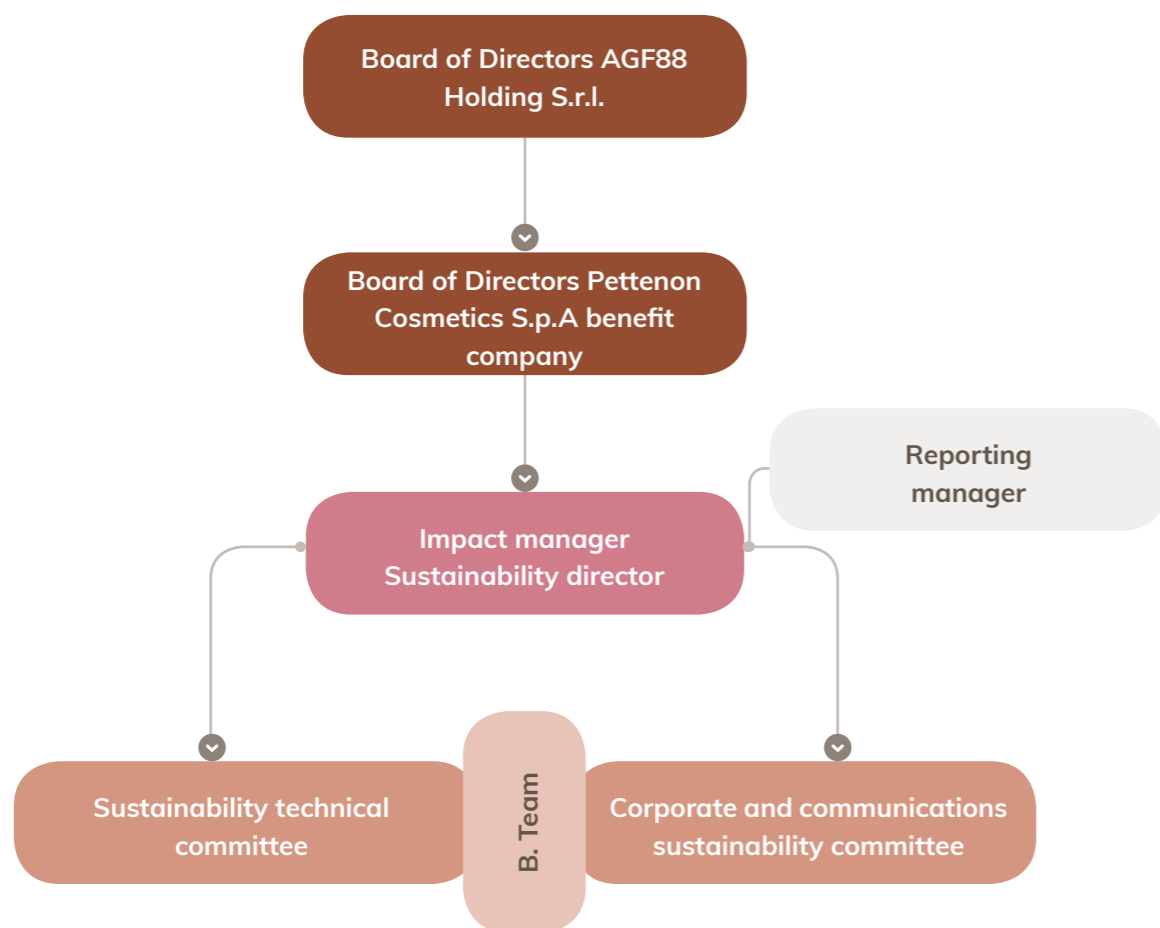 Board of Directors AGF88
Holding S.r.l.
Board of Directors Pettenon
Cosmetics S.p.A benefit
company
Reporting
manager
Impact manager
Sustainability director
Sustainability technical
committee
B. Team
Corporate and communications
sustainability committee